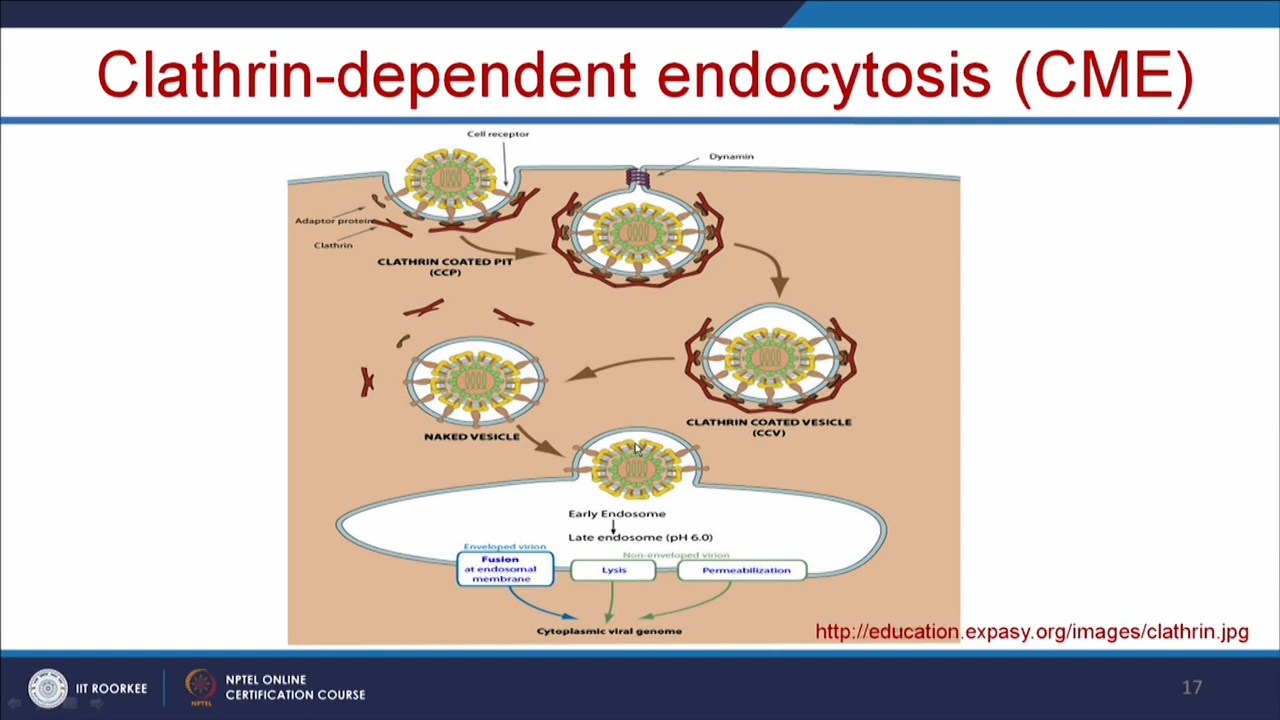 Clathrin-dependent endocytosis (CME)
Cell receptor
Dynamin
Adaptor protein
Clathrin
CLATHRIN COATED PIT
(CCP)
CLATHRIN COATED VESICLE
(CCV)
NAKED VESICLE
Early Endosome
Late endosome (pH 6.0)
Enveloped virion
Non-enveloped virion
Fusion
at endosomal
membrane
Lysis
Permeabilization
Cytoplasmic viral genome
http://education.expasy.org/images/clathrin.jpg
IIT ROORKEE
NPTEL
NPTEL ONLINE
CERTIFICATION COURSE
17